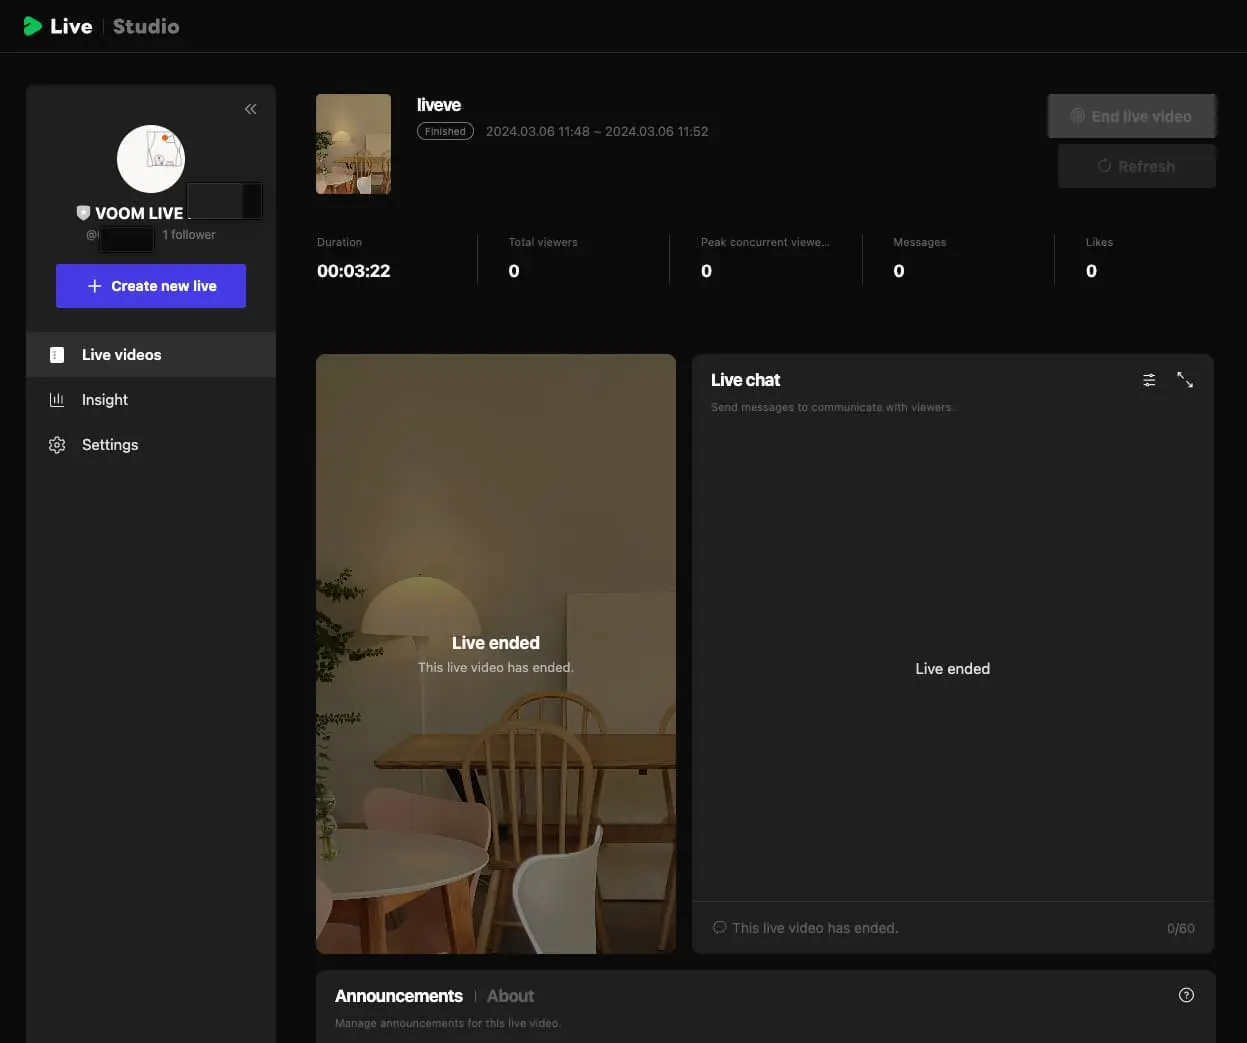 Live | Studio
VOOM LIVE
1 follower
+ Create new live
Live videos
Insight
Settings
liveve
Finished 2024.03.06 11:48 ~ 2024.03.06 11:52
End live video
Refresh
Duration
00:03:22
Total viewers
0
Peak concurrent viewe...
0
Messages
0
Likes
0
Live ended
This live video has ended.
Live chat
Send messages to communicate with viewers.
Live ended
This live video has ended. 0/60
Announcements | About
Manage announcements for this live video.